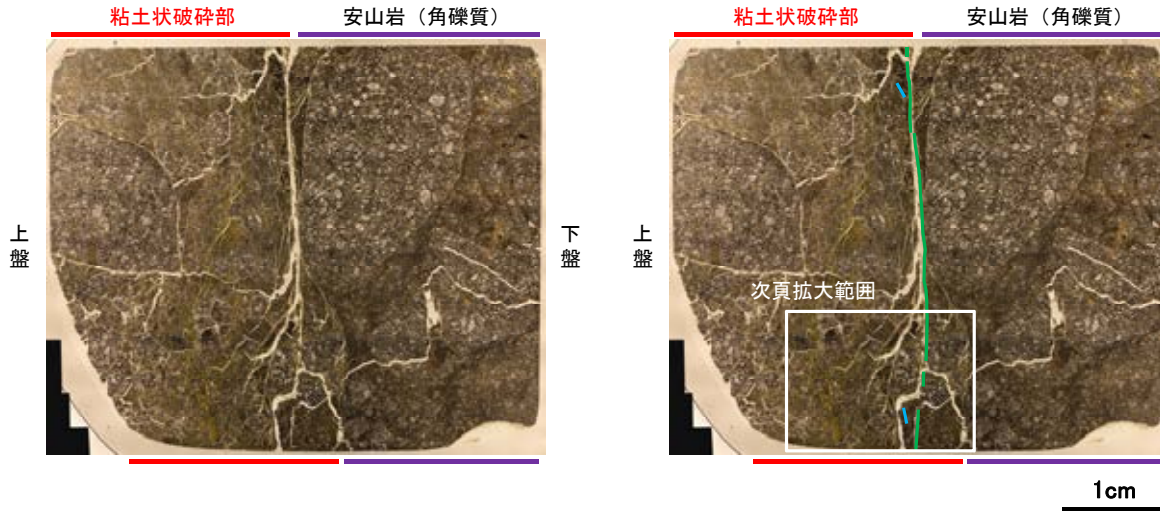 粘土状破砕部
安山岩（角礫質）
上盤
下盤
粘土状破砕部
安山岩（角礫質）
上盤
次頁拡大範囲
1cm